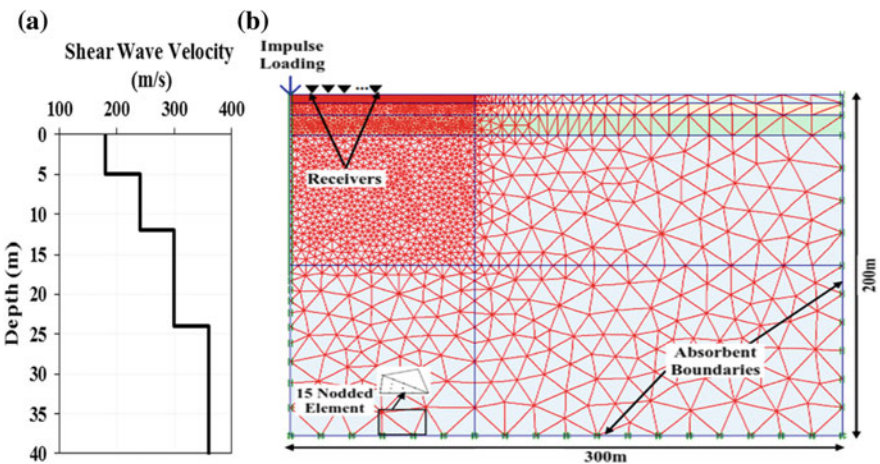 (a)
Shear Wave Velocity
(m/s)
100 200 300 400
0
5
10
15
20
25
30
35
40
Depth (m)
(b)
Impulse
Loading
...
Receivers
15 Nodded
Element
Absorbent
Boundaries
200m
300m